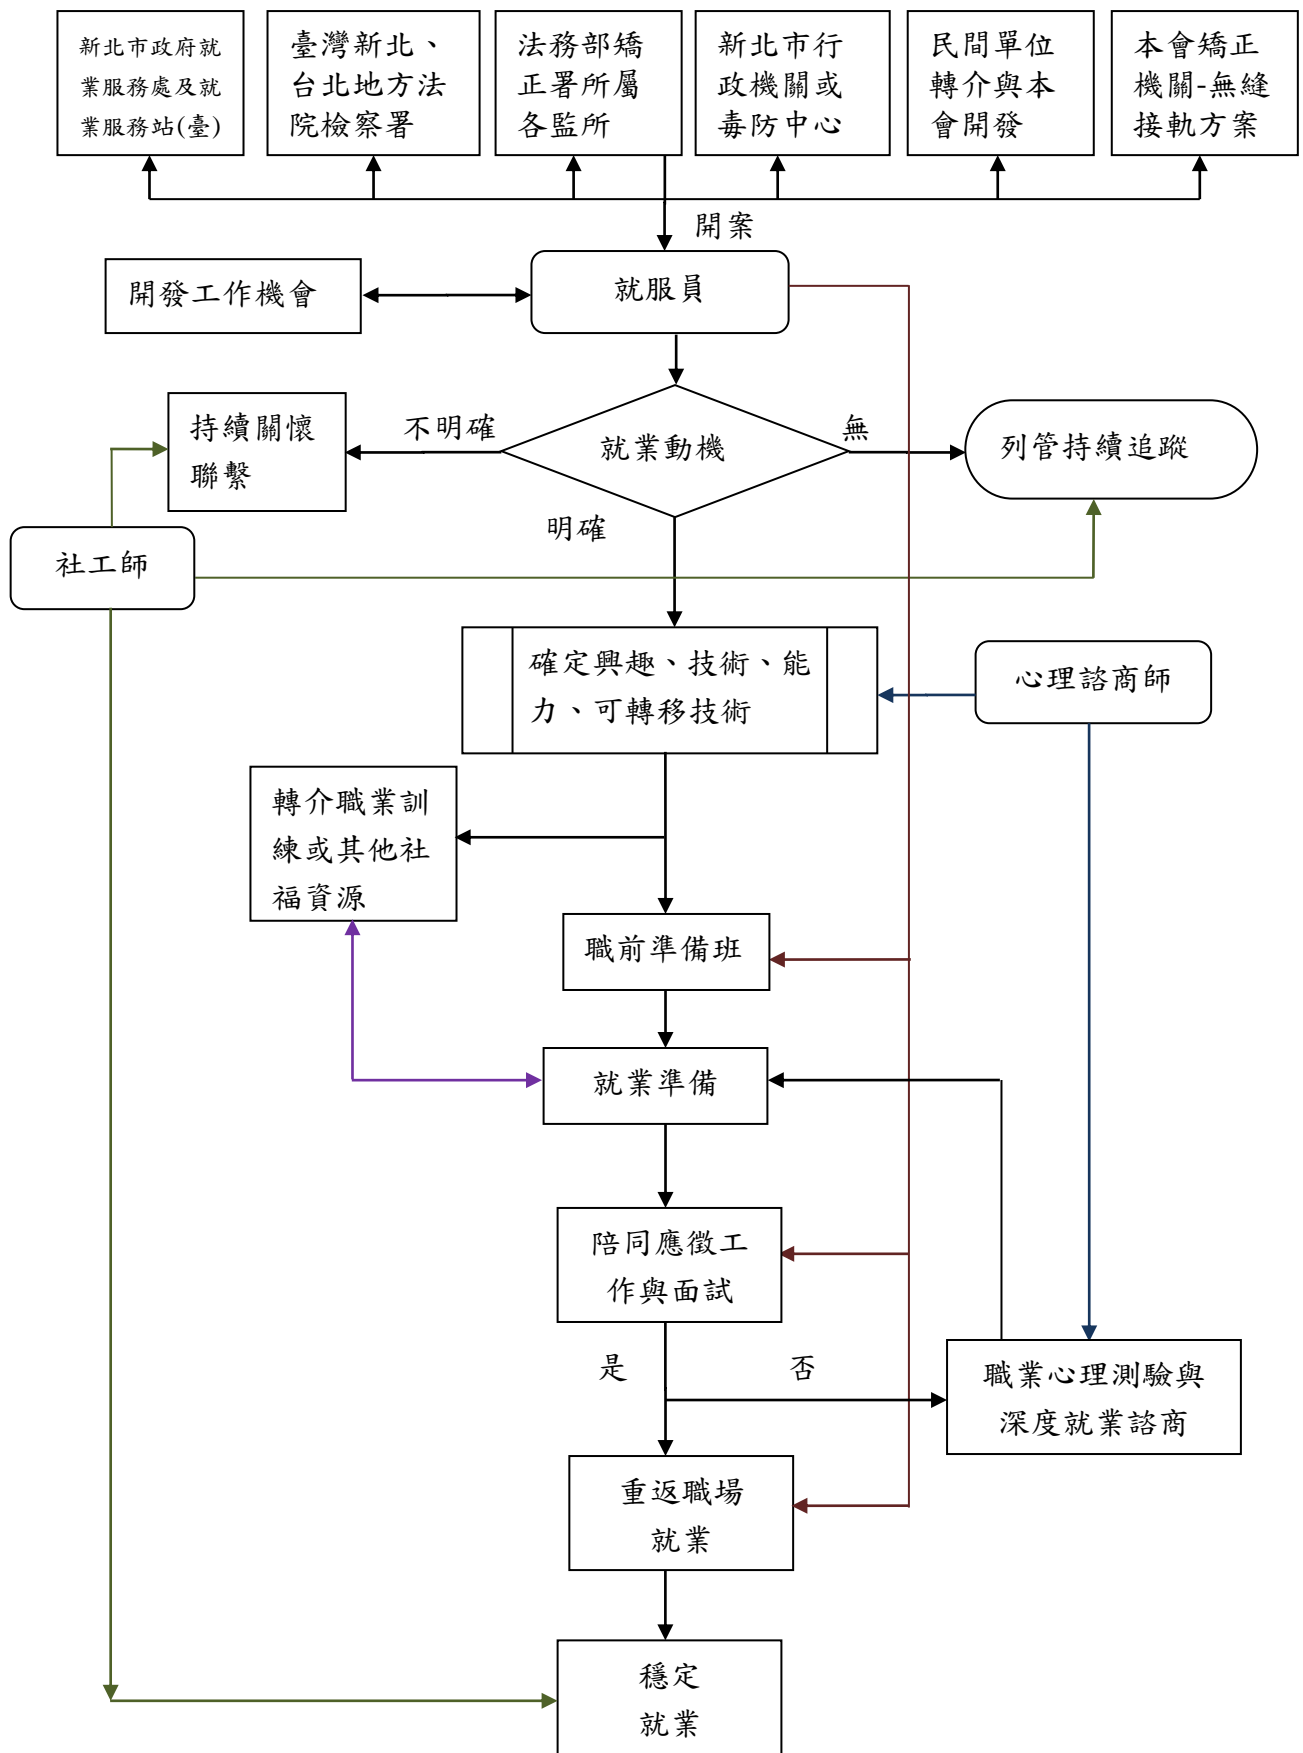 新北市政府就
業服務處及就
業服務站(臺)
臺灣新北、
台北地方法
院檢察署
法務部矯
正署所屬
各監所
新北市行
政機關或
毒防中心
民間單位
轉介與本
會開發
本會矯正
機關-無縫
接軌方案
開案
開發工作機會
就服員
持續關懷
聯繫
不明確
就業動機
無
列管持續追蹤
明確
社工師
確定興趣、技術、能
力、可轉移技術
心理諮商師
轉介職業訓
練或其他社
福資源
職前準備班
就業準備
陪同應徵工
作與面試
是
否
職業心理測驗與
深度就業諮商
重返職場
就業
穩定
就業